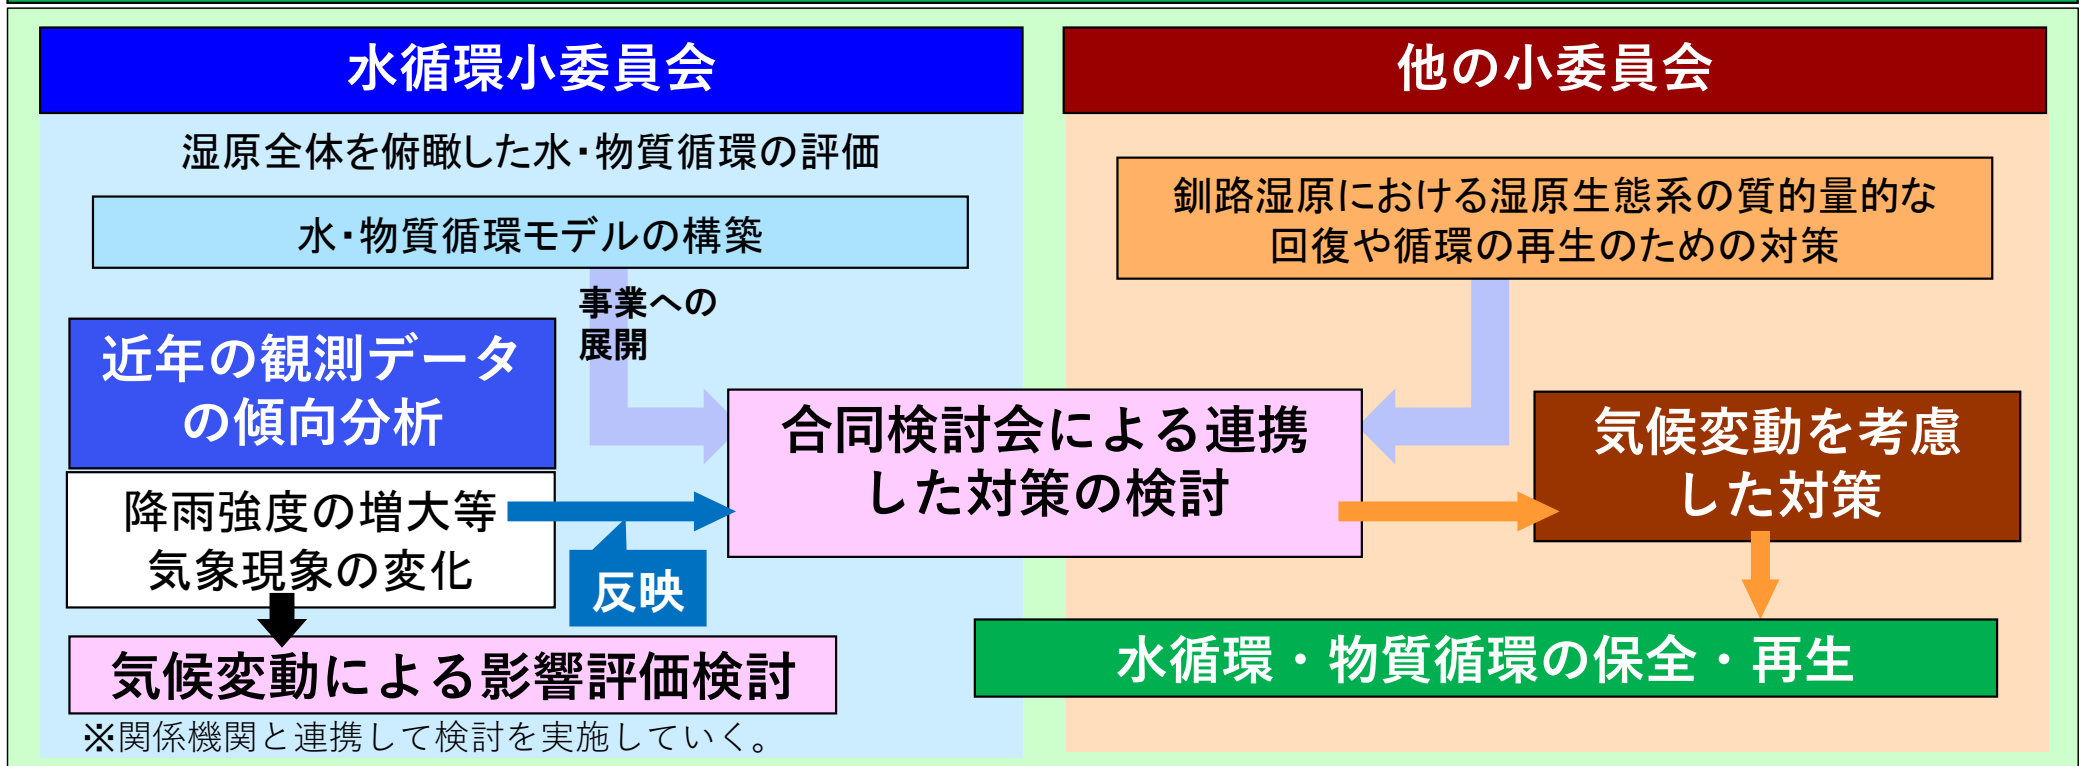 水循環小委員会
湿原全体を俯瞰した水・物質循環の評価
水・物質循環モデルの構築
事業への
展開
近年の観測データ
の傾向分析
降雨強度の増大等
気象現象の変化
反映
気候変動による影響評価検討
※関係機関と連携して検討を実施していく。
合同検討会による連携
した対策の検討
他の小委員会
釧路湿原における湿原生態系の質的量的な
回復や循環の再生のための対策
気候変動を考慮
した対策
水循環・物質循環の保全・再生